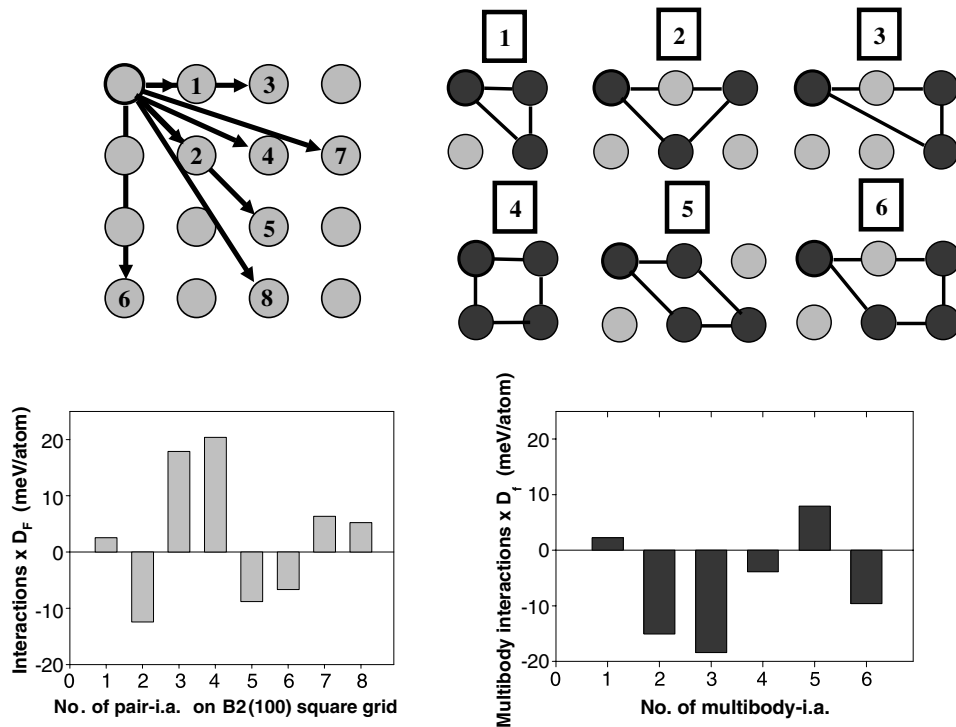 1 3
2 4 7
5
6 8
1 2 3
4 5 6
Interactions x D_F (meV/atom)
20
10
0
-10
-20
0 1 2 3 4 5 6 7 8
No. of pair-i.a. on B2(100) square grid
Multibody interactions x D_f (meV/atom)
20
10
0
-10
-20
0 1 2 3 4 5 6
No. of multibody-i.a.